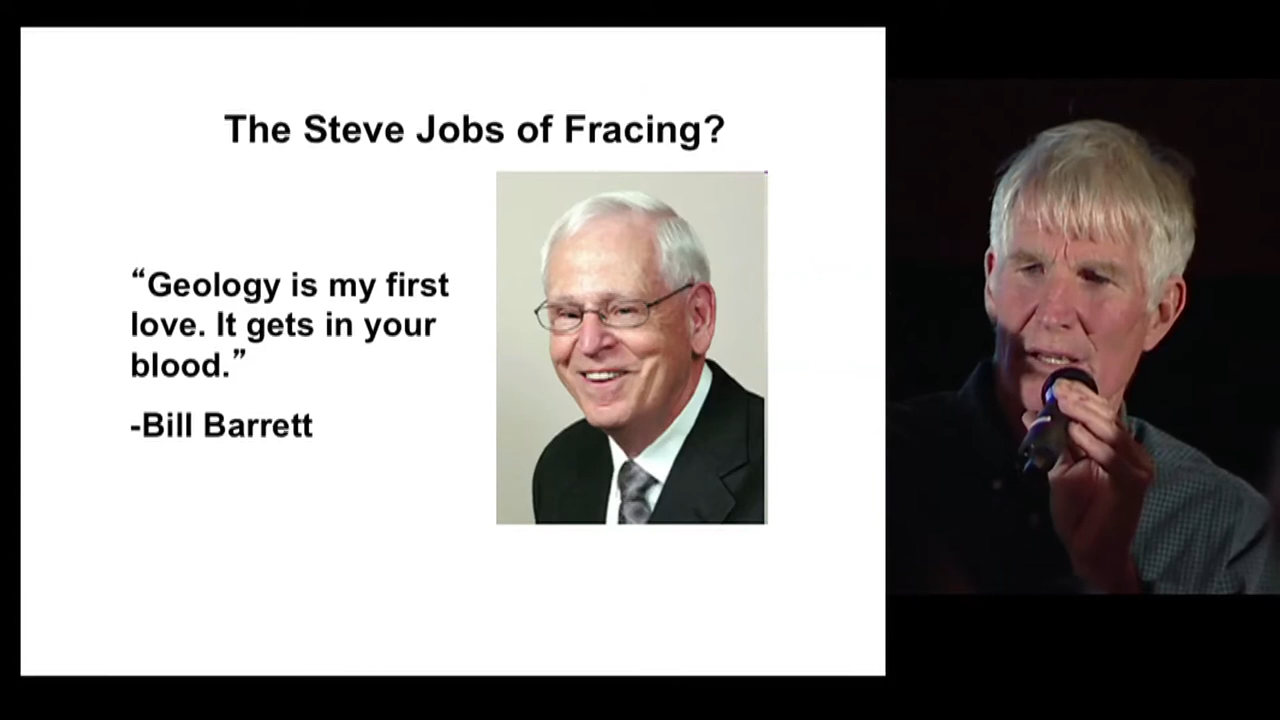 The Steve Jobs of Fracing?
“Geology is my first
love. It gets in your
blood.”
-Bill Barrett